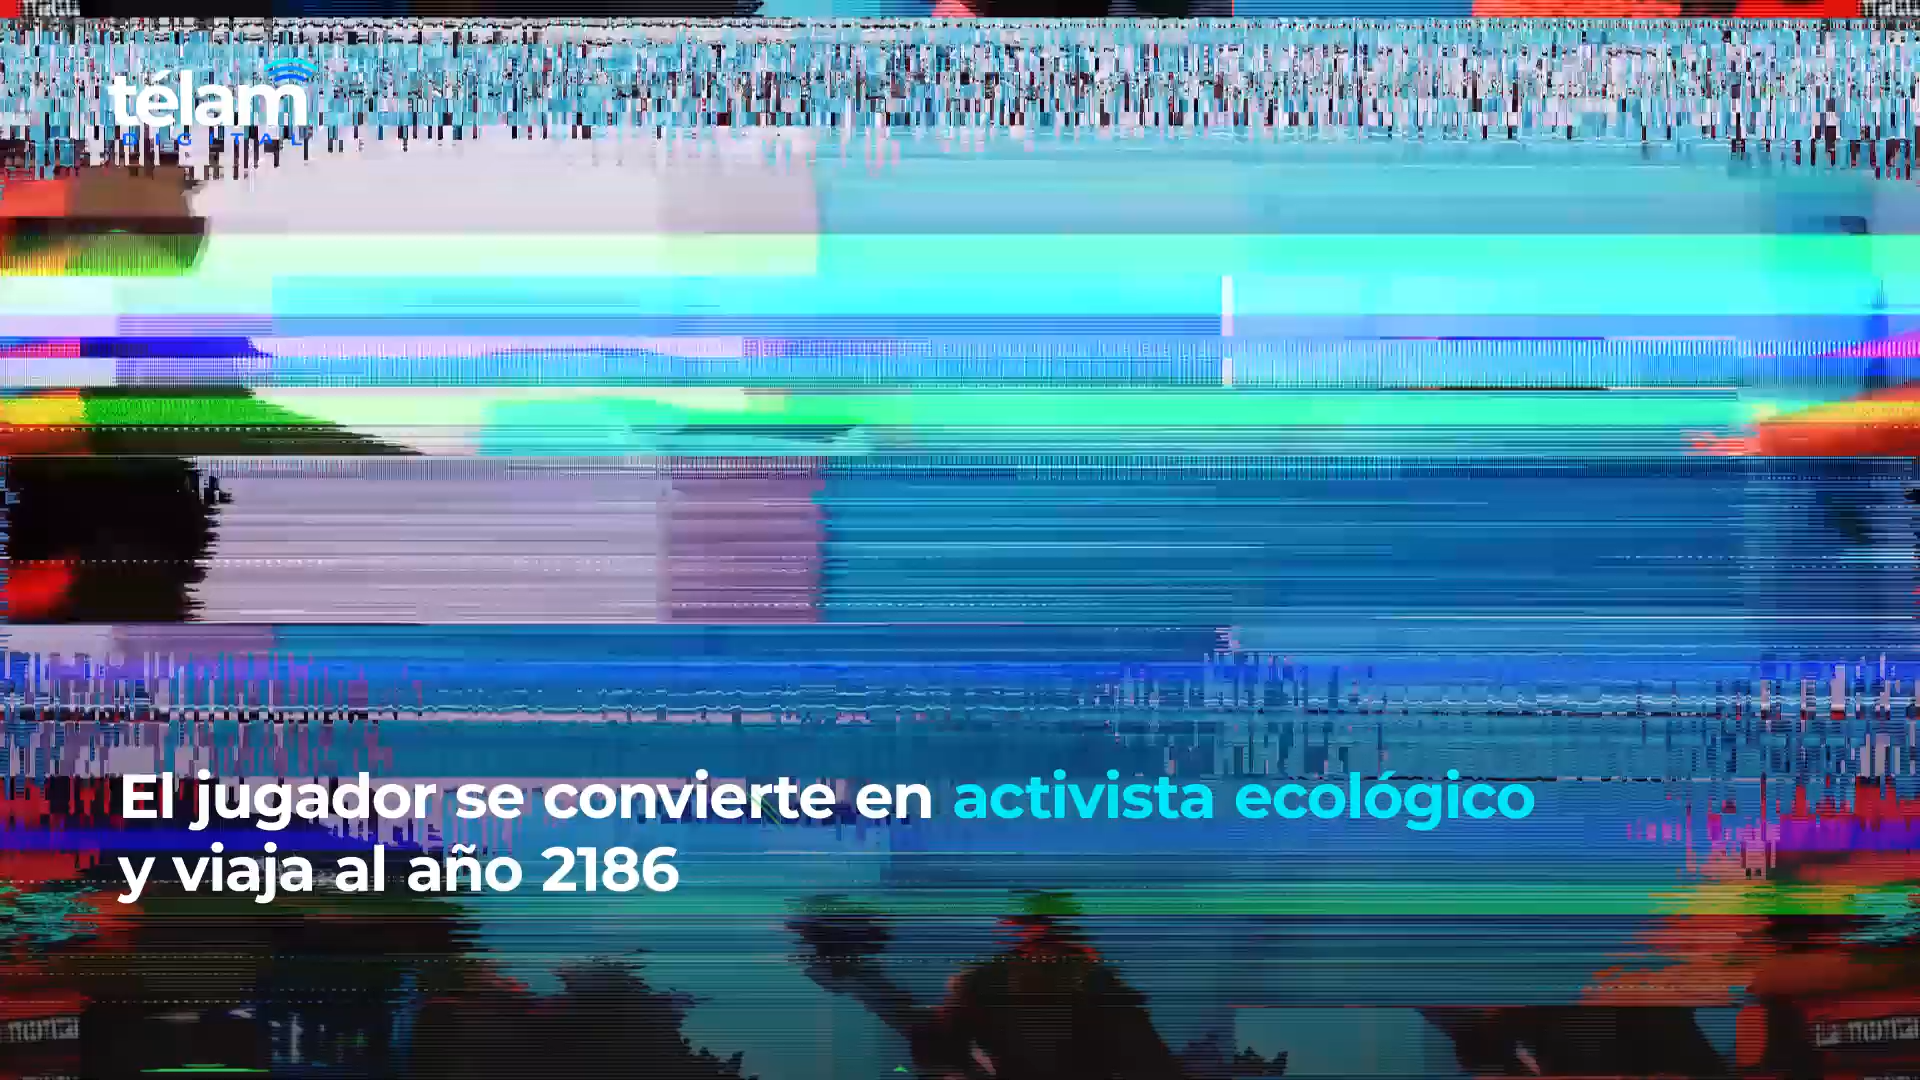 télam
DIGITAL
El jugador se convierte en activista ecológico
y viaja al año 2186